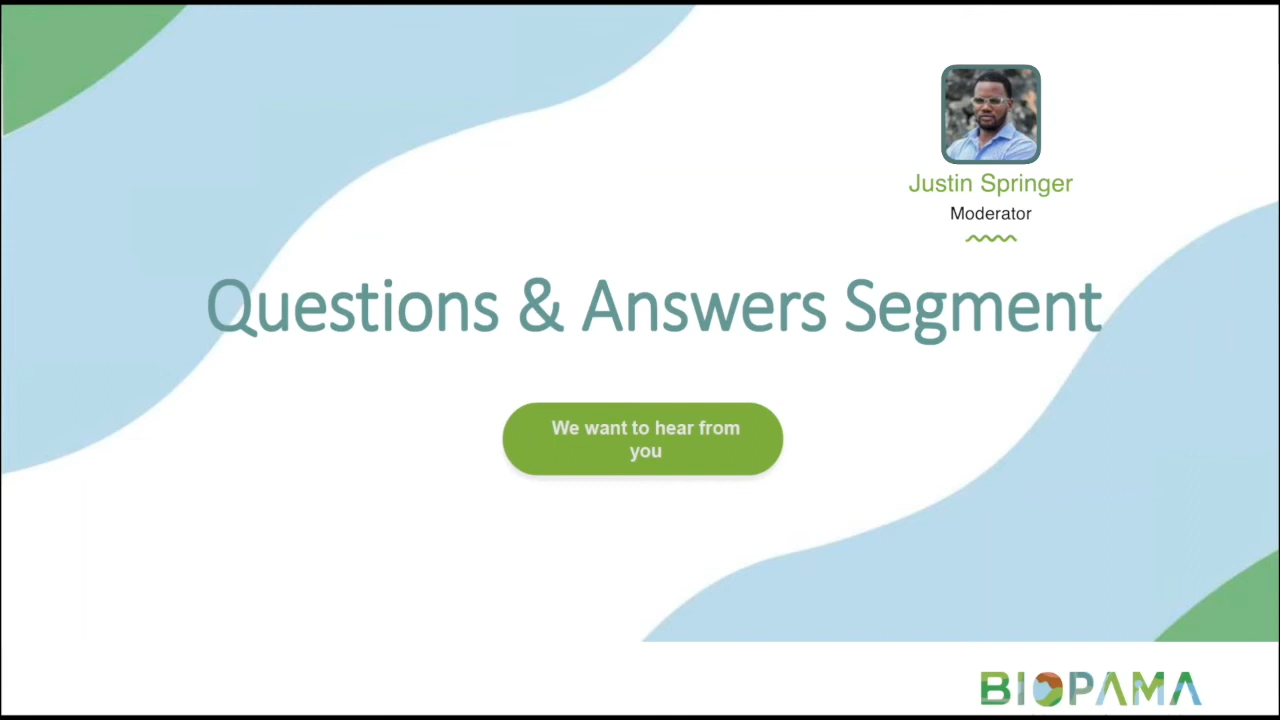 Justin Springer
Moderator
Questions & Answers Segment
We want to hear from
you
BIOPAMA